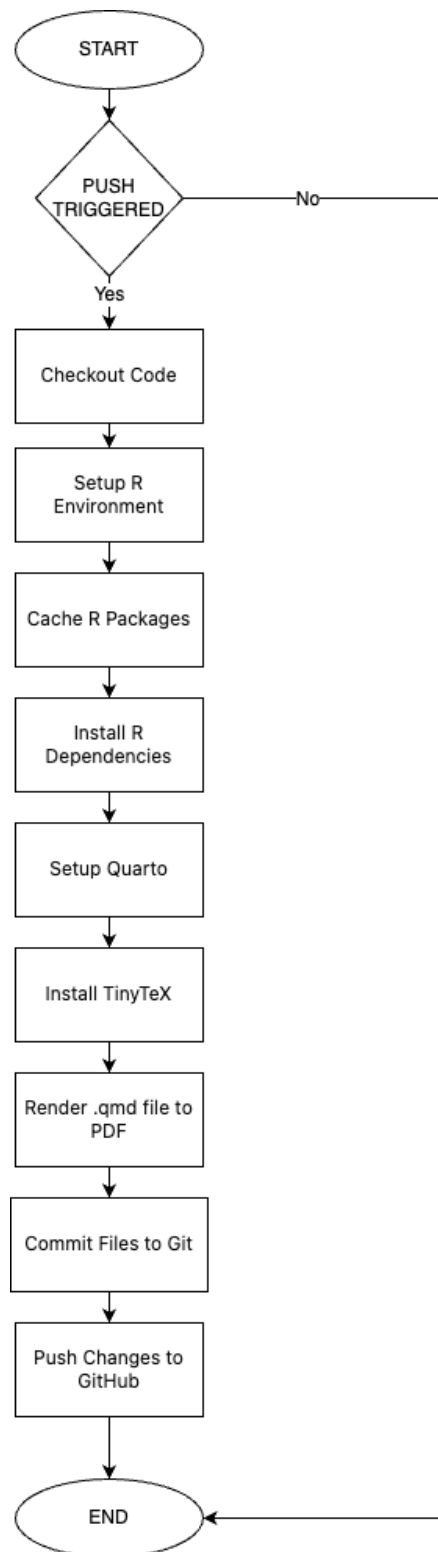 START
PUSH
TRIGGERED
No
Yes
Checkout Code
Setup R
Environment
Cache R Packages
Install R
Dependencies
Setup Quarto
Install TinyTeX
Render .qmd file to
PDF
Commit Files to Git
Push Changes to
GitHub
END